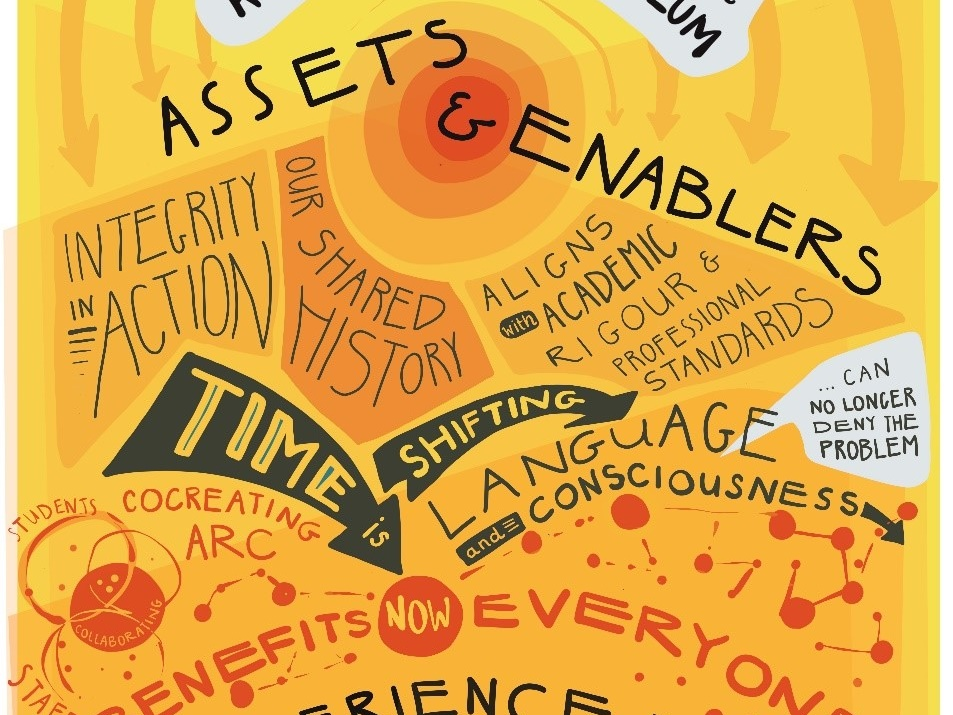 ASSETS
& ENABLERS
INTEGRITY
IN ACTION
OUR SHARED
HISTORY
ALIGNS
with ACADEMIC
RIGOUR &
PROFESSIONAL
STANDARDS
... CAN
NO LONGER
DENY THE
PROBLEM
TIME is
NOW
SHIFTING
LANGUAGE
and CONSCIOUSNESS
STUDENTS
COCREATING
ARC
COLLABORATING
STAFF
BENEFITS EVERYONE